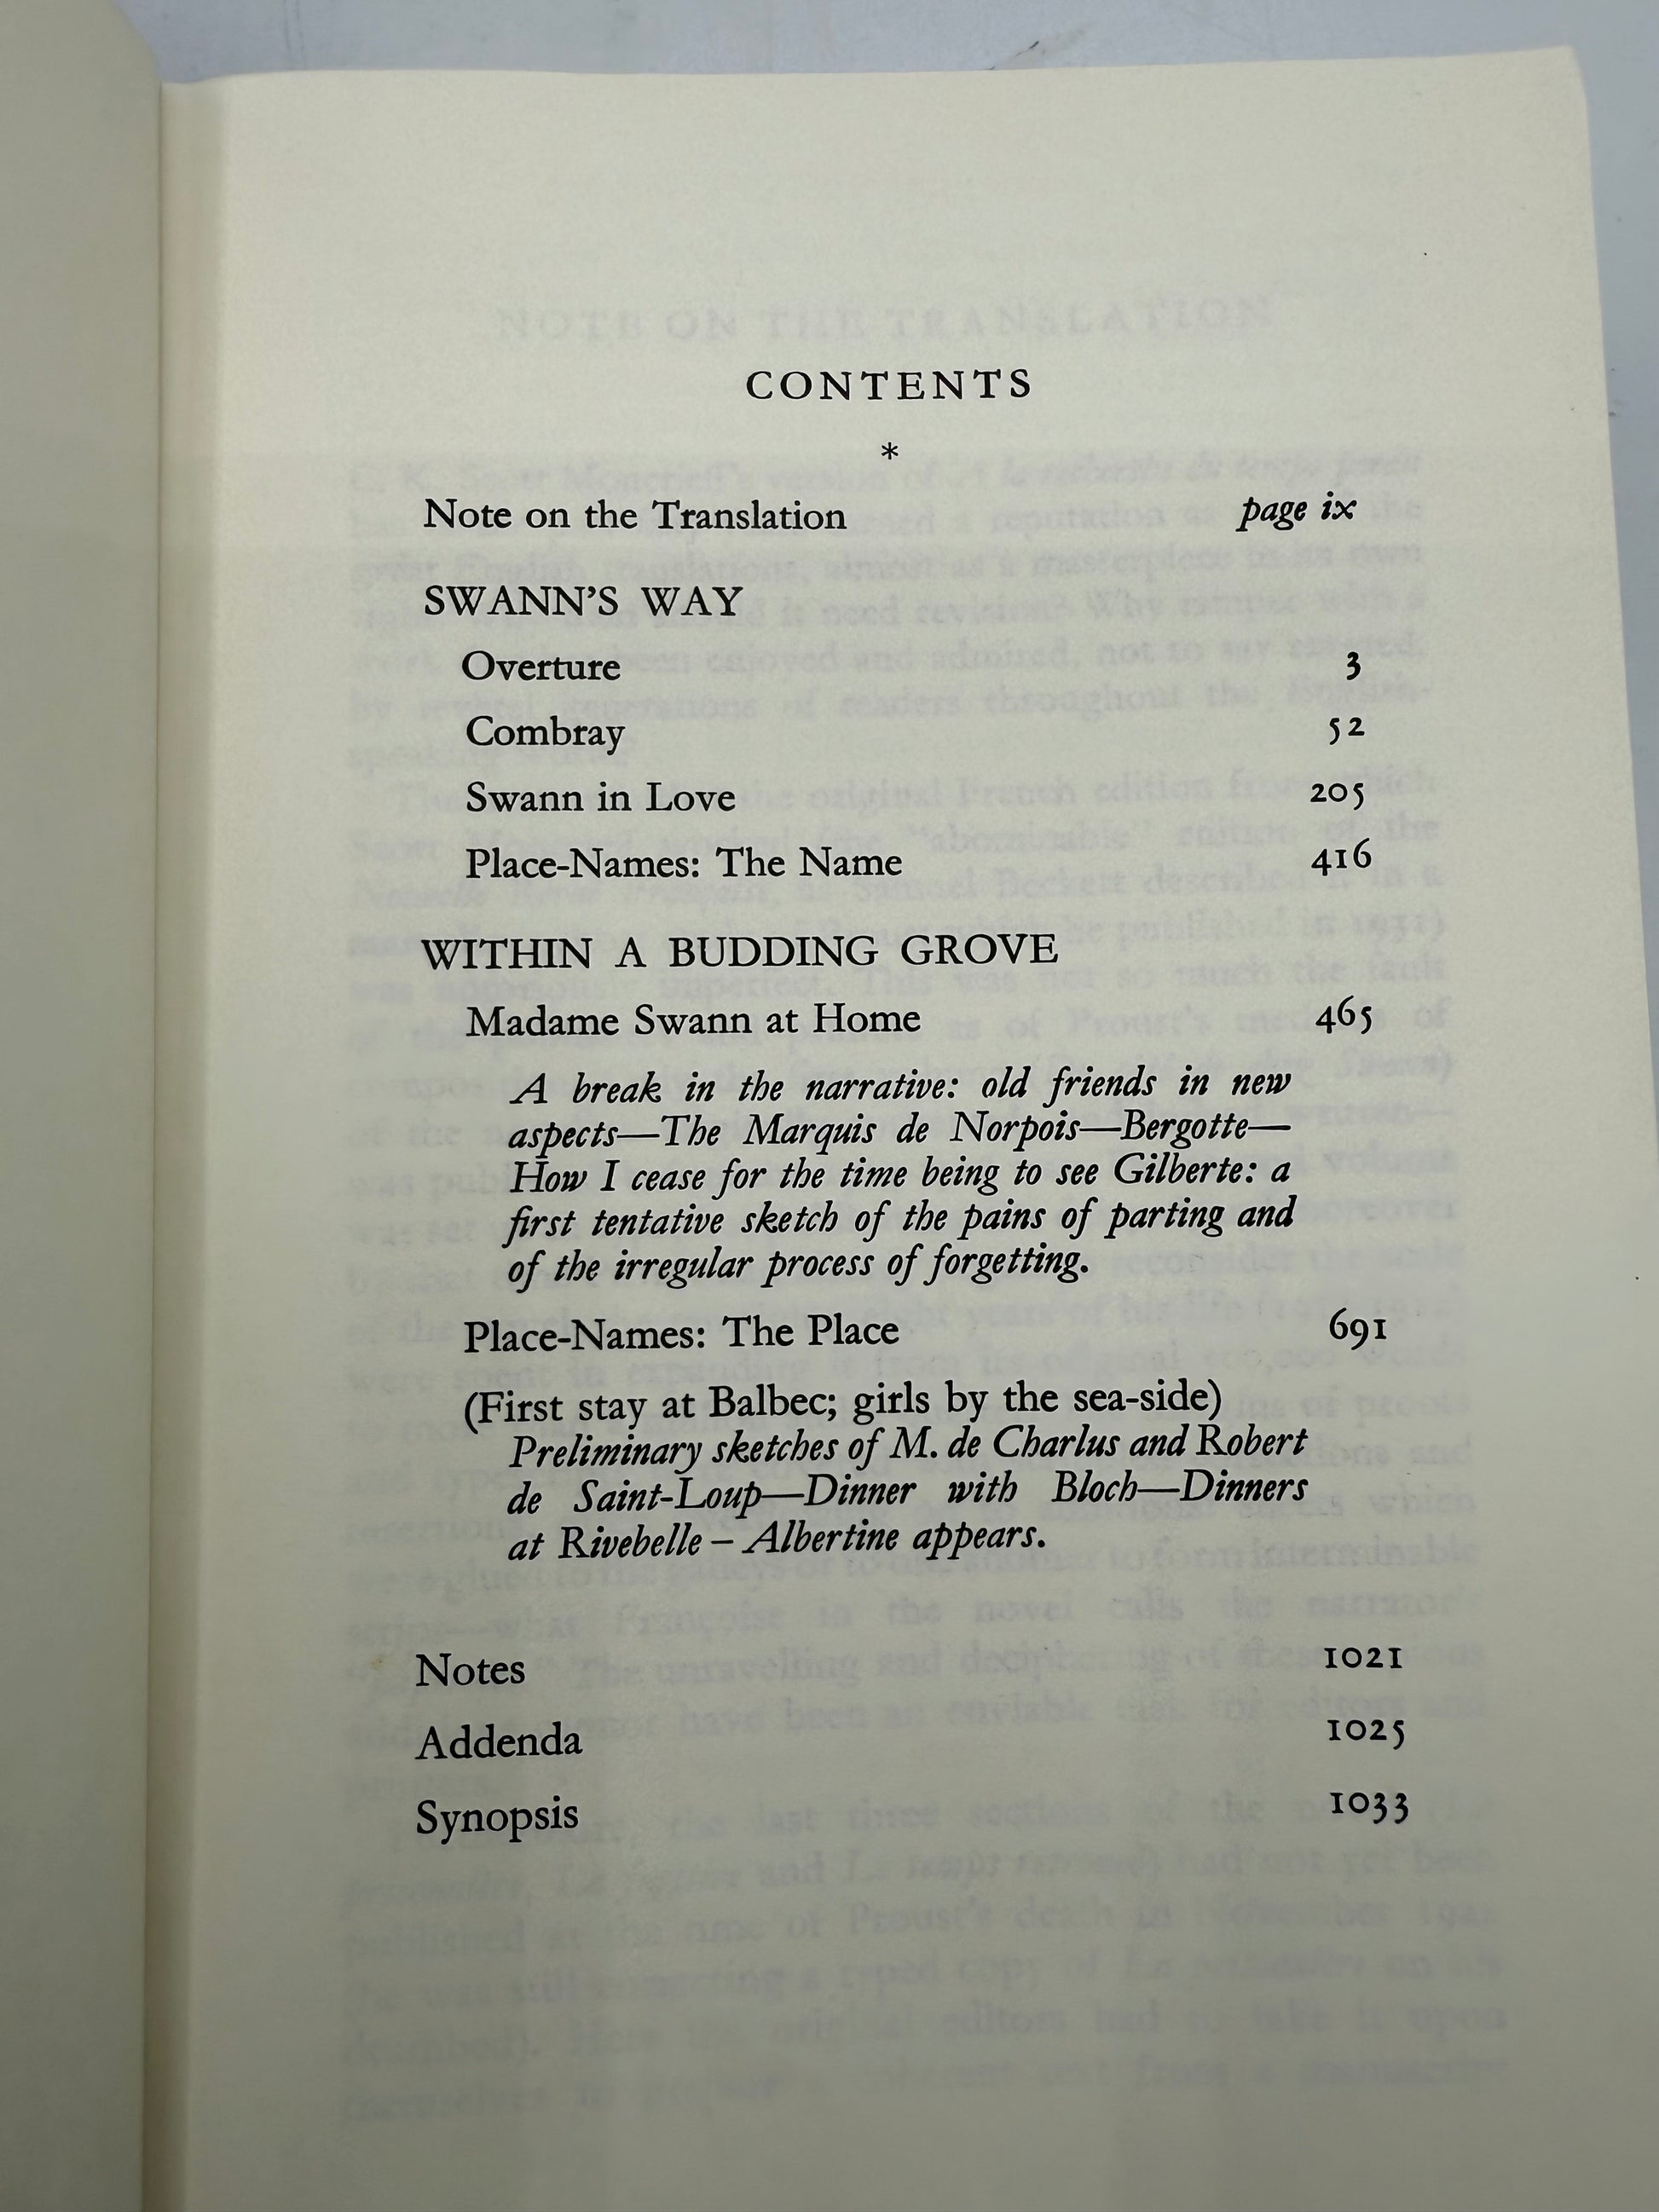 CONTENTS
*
Note on the Translation page ix
SWANN'S WAY
Overture 3
Combray 52
Swann in Love 205
Place-Names: The Name 416
WITHIN A BUDDING GROVE
Madame Swann at Home 465
A break in the narrative: old friends in new
aspects—The Marquis de Norpois—Bergotte—
How I cease for the time being to see Gilberte: a
first tentative sketch of the pains of parting and
of the irregular process of forgetting.
Place-Names: The Place 691
(First stay at Balbec; girls by the sea-side)
Preliminary sketches of M. de Charlus and Robert
de Saint-Loup—Dinner with Bloch—Dinners
at Rivebelle – Albertine appears.
Notes 1021
Addenda 1025
Synopsis 1033